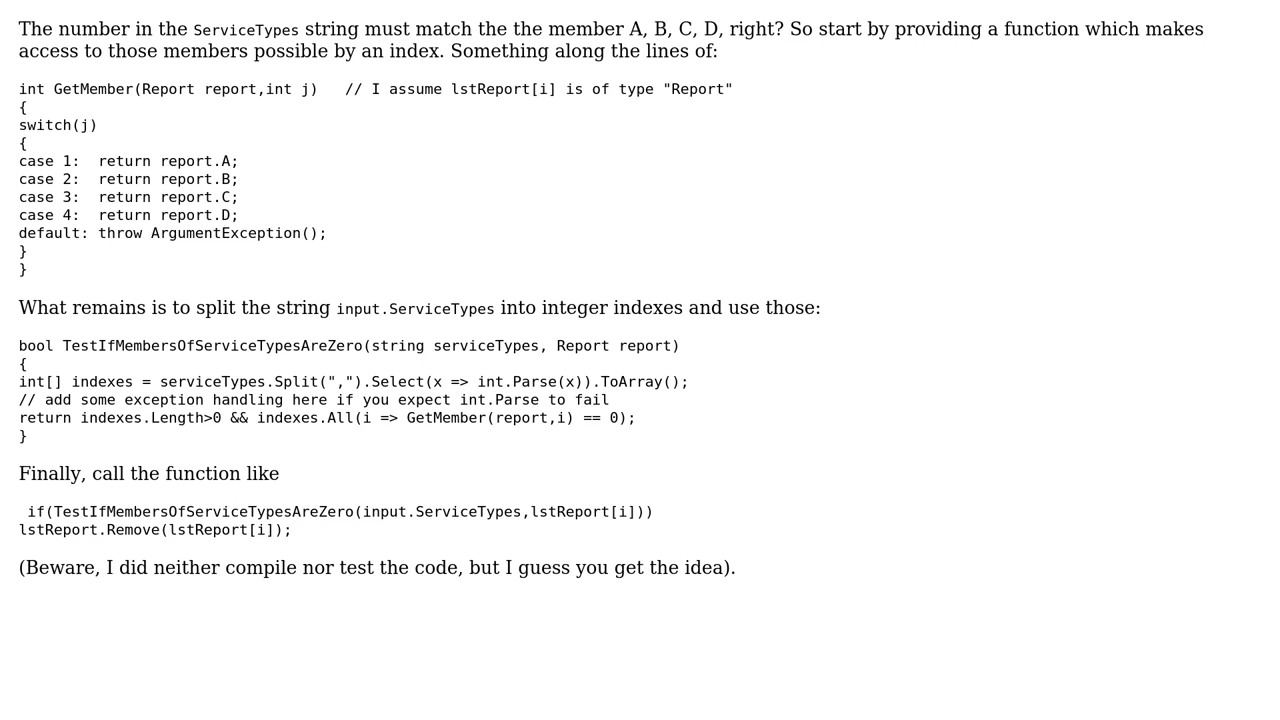 The number in the ServiceTypes string must match the the member A, B, C, D, right? So start by providing a function which makes
access to those members possible by an index. Something along the lines of:
int GetMember(Report report,int j)   // I assume lstReport[i] is of type "Report"
{
switch(j)
{
case 1:  return report.A;
case 2:  return report.B;
case 3:  return report.C;
case 4:  return report.D;
default: throw ArgumentException();
}
}
What remains is to split the string input.ServiceTypes into integer indexes and use those:
bool TestIfMembersOfServiceTypesAreZero(string serviceTypes, Report report)
{
int[] indexes = serviceTypes.Split(",").Select(x => int.Parse(x)).ToArray();
// add some exception handling here if you expect int.Parse to fail
return indexes.Length>0 && indexes.All(i => GetMember(report,i) == 0);
}
Finally, call the function like
 if(TestIfMembersOfServiceTypesAreZero(input.ServiceTypes,lstReport[i]))
lstReport.Remove(lstReport[i]);
(Beware, I did neither compile nor test the code, but I guess you get the idea).